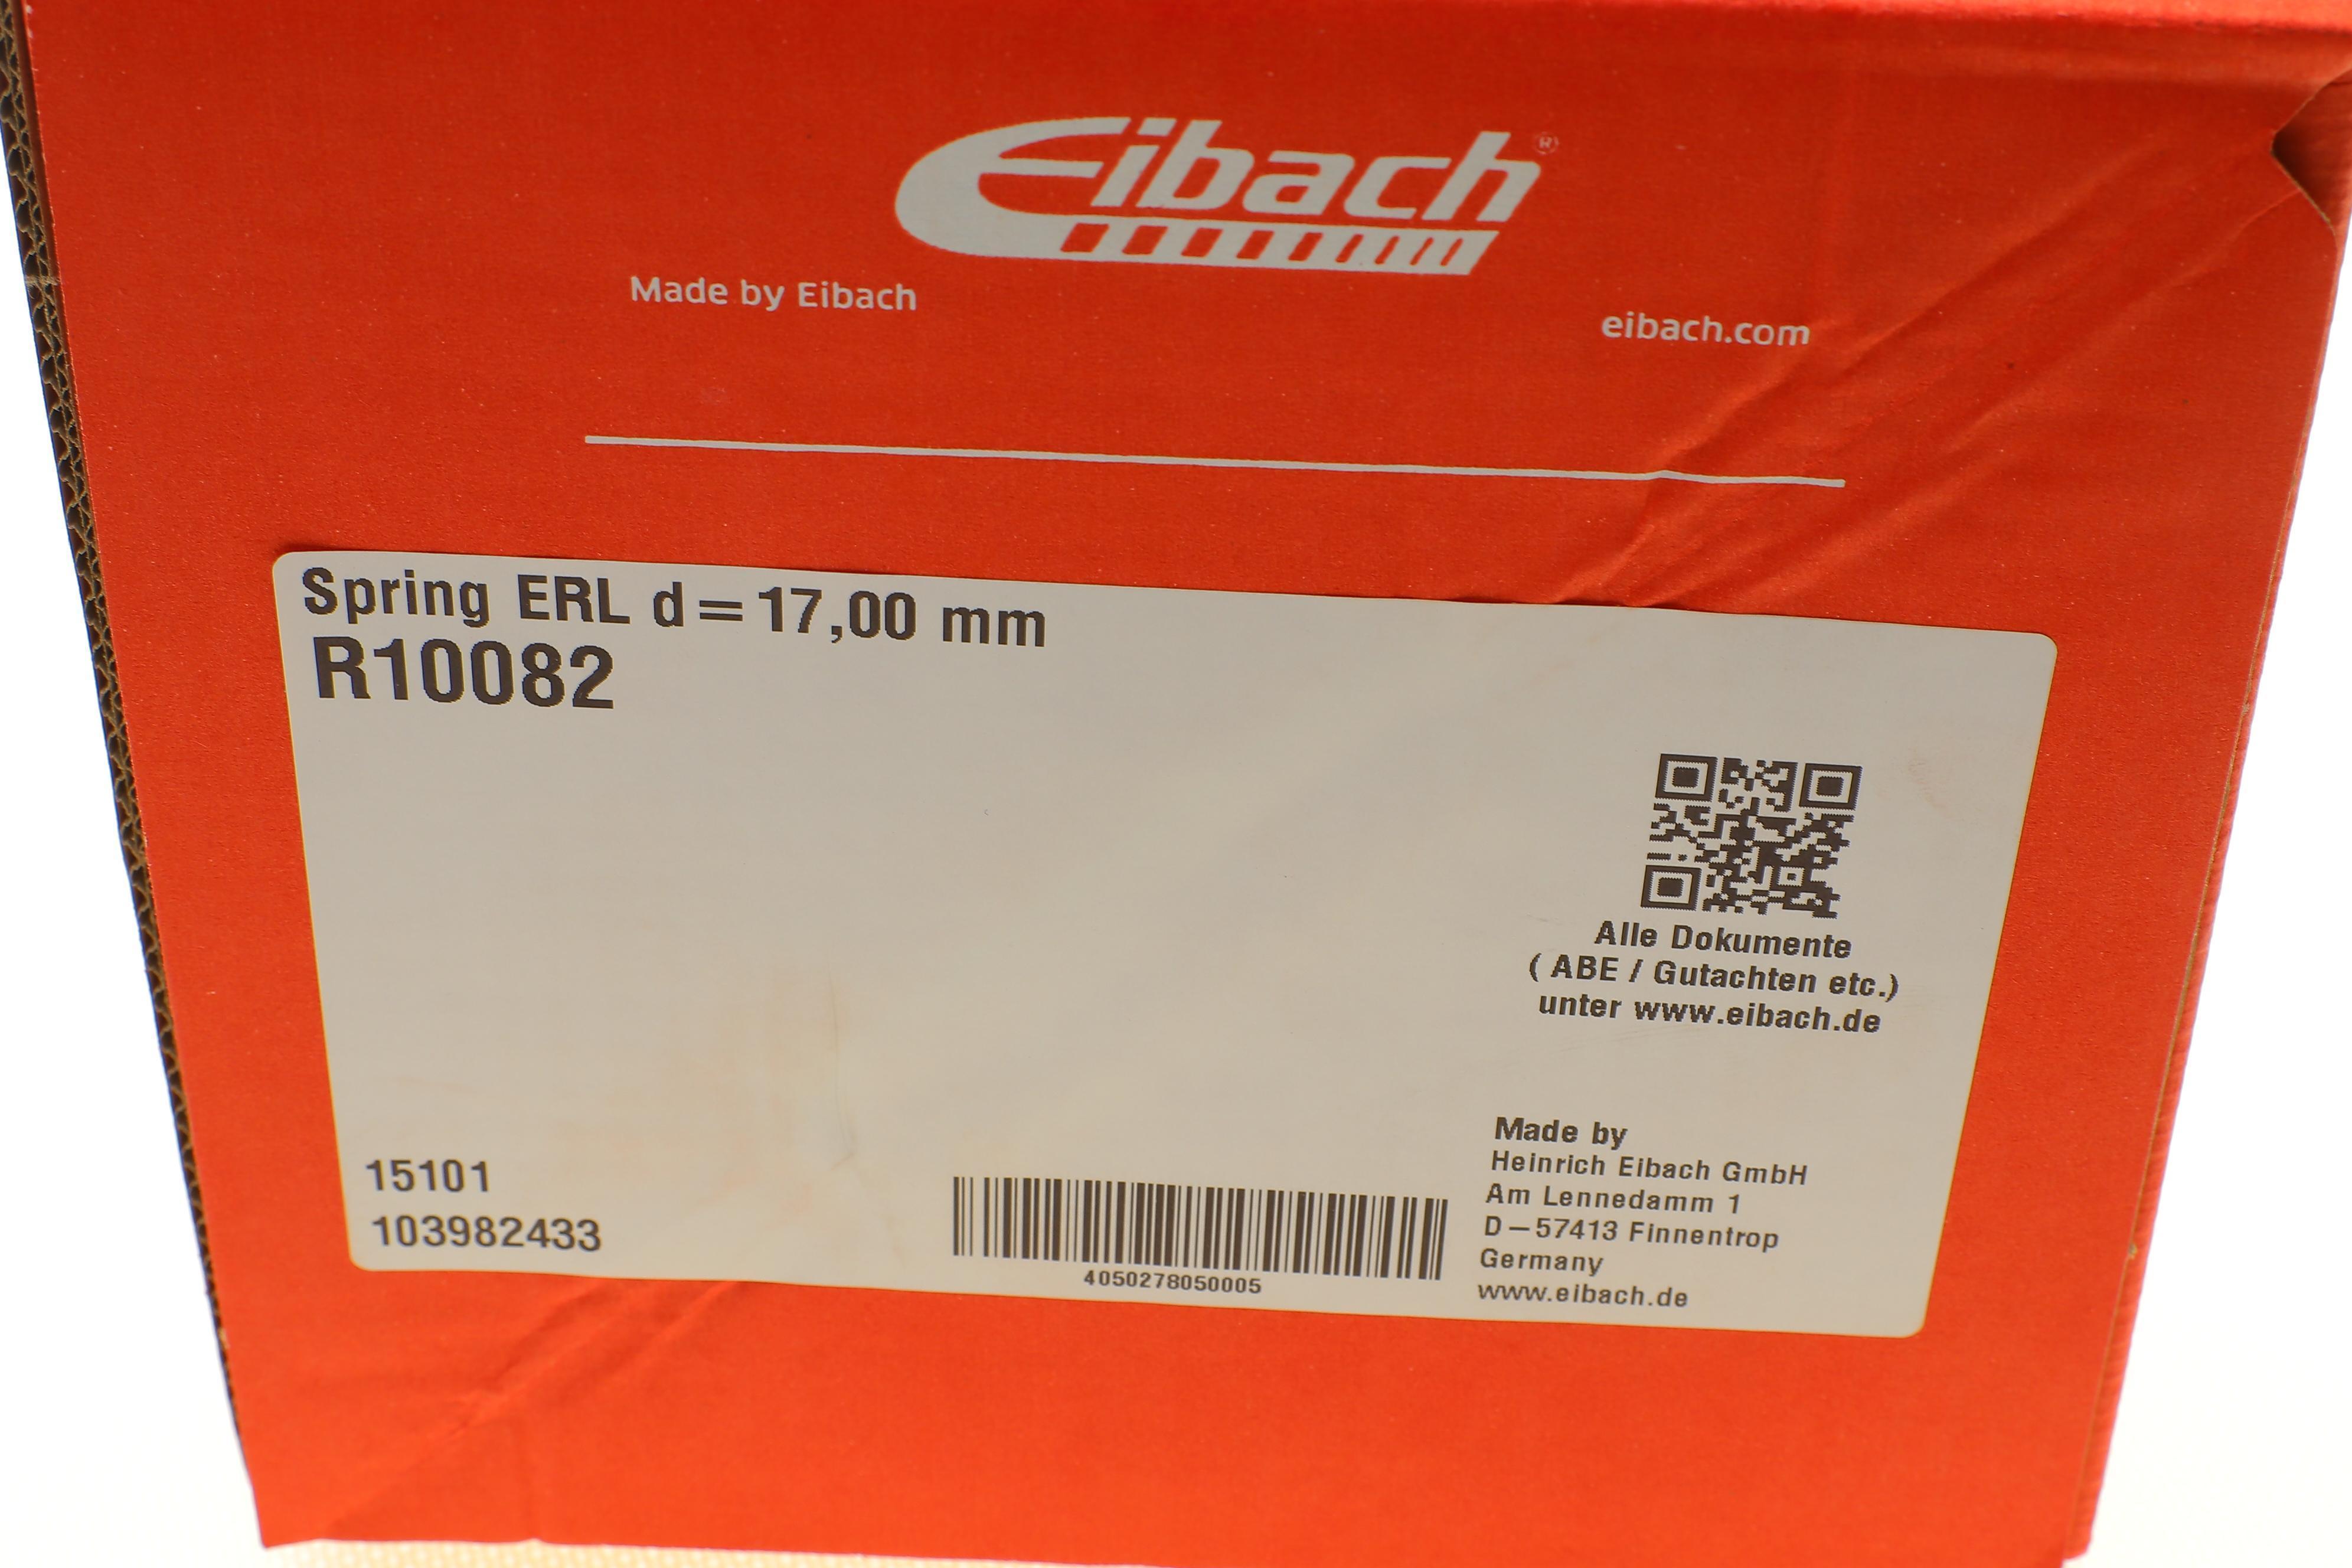 Eibach®
Made by Eibach
eibach.com
Spring ERL d=17,00 mm
R10082
Alle Dokumente
( ABE / Gutachten etc.)
unter www.eibach.de
Made by
Heinrich Eibach GmbH
Am Lennedamm 1
D–57413 Finnentrop
Germany
www.eibach.de
15101
103982433
4050278050005